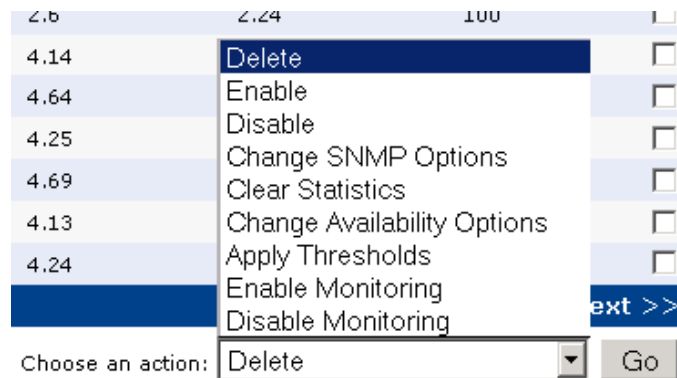 2.6 2.24 100
4.14 Delete
4.64 Enable
Disable
4.25
Change SNMP Options
4.69 Clear Statistics
4.13 Change Availability Options
4.24 Apply Thresholds
Enable Monitoring
ext >>
Disable Monitoring
Choose an action: Delete Go